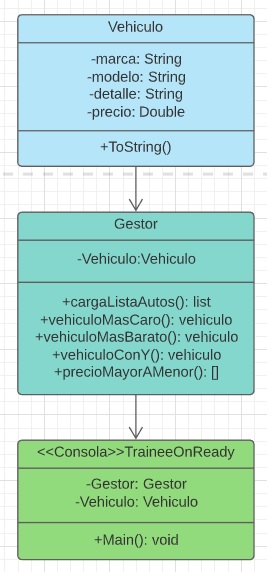 Vehiculo
-marca: String
-modelo: String
-detalle: String
-precio: Double
+ToString()
Gestor
-Vehiculo:Vehiculo
+cargaListaAutos(): list
+vehiculoMasCaro(): vehiculo
+vehiculoMasBarato(): vehiculo
+vehiculoConY(): vehiculo
+precioMayorAMenor(): []
<<Consola>>TraineeOnReady
-Gestor: Gestor
-Vehiculo: Vehiculo
+Main(): void